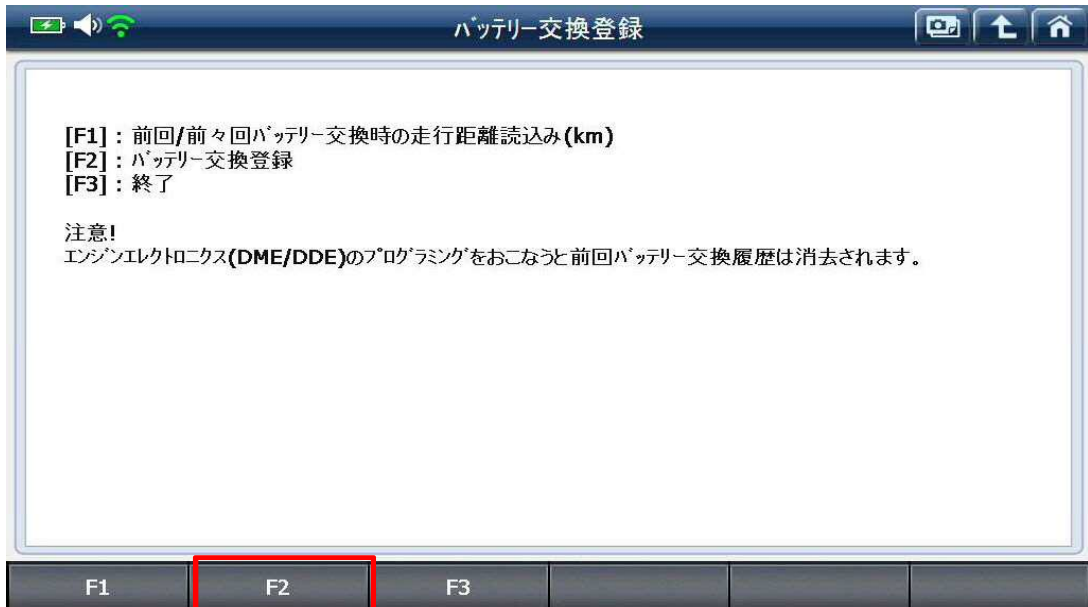 ﾊﾞｯﾃﾘｰ交換登録
[F1] : 前回/前々回ﾊﾞｯﾃﾘｰ交換時の走行距離読込み(km)
[F2] : ﾊﾞｯﾃﾘｰ交換登録
[F3] : 終了
注意!
ｴﾝｼﾞﾝｴﾚｸﾄﾛﾆｸｽ(DME/DDE)のﾌﾟﾛｸﾞﾗﾐﾝｸﾞをおこなうと前回ﾊﾞｯﾃﾘｰ交換履歴は消去されます。
F1 F2 F3